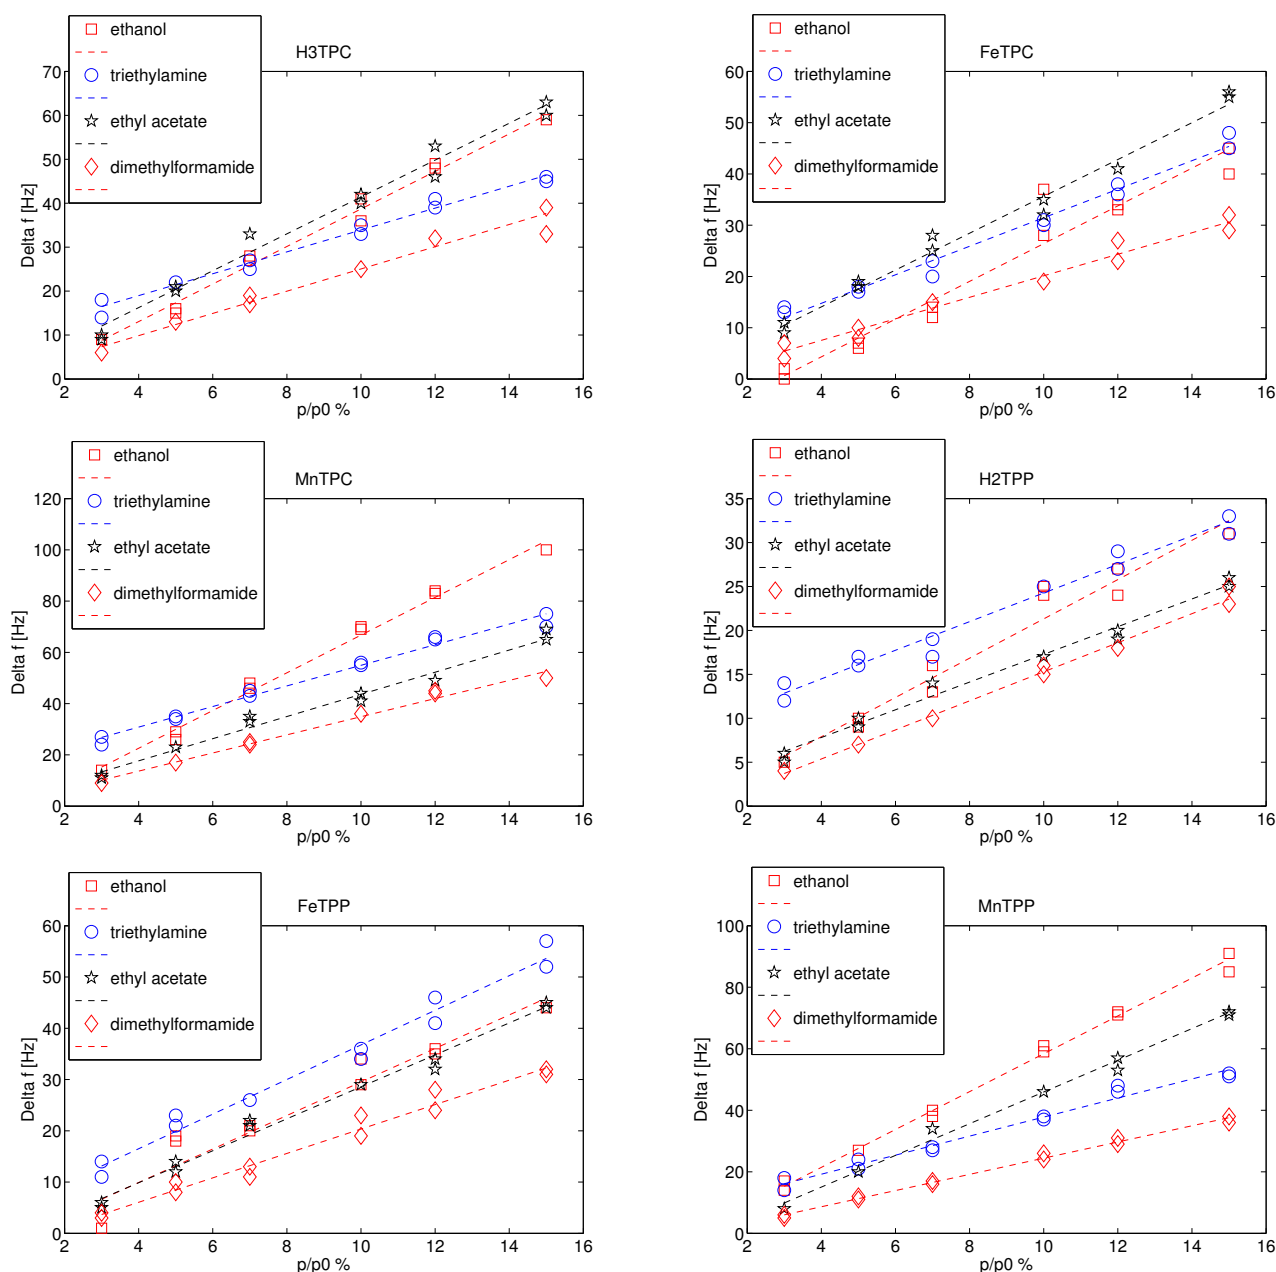 ethanol
triethylamine
ethyl acetate
dimethylformamide
H3TPC
Delta f [Hz]
70
60
50
40
30
20
10
0
2 4 6 8 10 12 14 16
p/p0 %
ethanol
triethylamine
ethyl acetate
dimethylformamide
FeTPC
Delta f [Hz]
60
50
40
30
20
10
0
2 4 6 8 10 12 14 16
p/p0 %
ethanol
triethylamine
ethyl acetate
dimethylformamide
MnTPC
Delta f [Hz]
120
100
80
60
40
20
0
2 4 6 8 10 12 14 16
p/p0 %
ethanol
triethylamine
ethyl acetate
dimethylformamide
H2TPP
Delta f [Hz]
35
30
25
20
15
10
5
0
2 4 6 8 10 12 14 16
p/p0 %
ethanol
triethylamine
ethyl acetate
dimethylformamide
FeTPP
Delta f [Hz]
60
50
40
30
20
10
0
2 4 6 8 10 12 14 16
p/p0 %
ethanol
triethylamine
ethyl acetate
dimethylformamide
MnTPP
Delta f [Hz]
100
80
60
40
20
0
2 4 6 8 10 12 14 16
p/p0 %